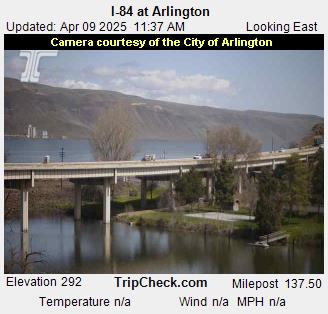 I-84 at Arlington
Updated: Apr 09 2025 11:37 AM Looking East
Camera courtesy of the City of Arlington
Elevation 292 TripCheck.com Milepost 137.50
Temperature n/a Wind n/a MPH n/a